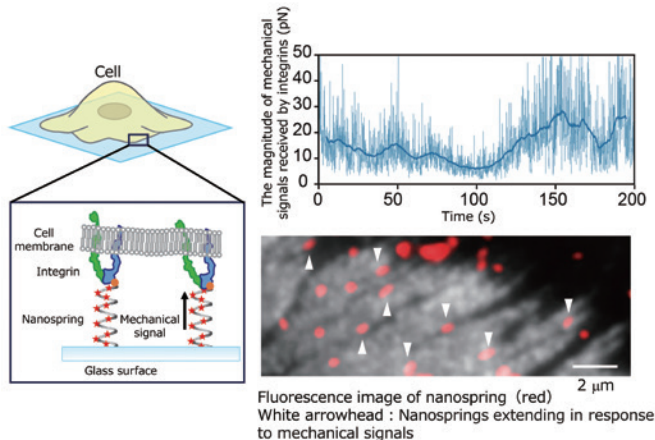 Cell
Cell
membrane
Integrin
Nanospring
Mechanical
signal
Glass surface
The magnitude of mechanical
signals received by integrins (pN)
50
40
30
20
10
0
0
50
100
150
200
Time (s)
2 μm
Fluorescence image of nanospring (red)
White arrowhead : Nanosprings extending in response
to mechanical signals